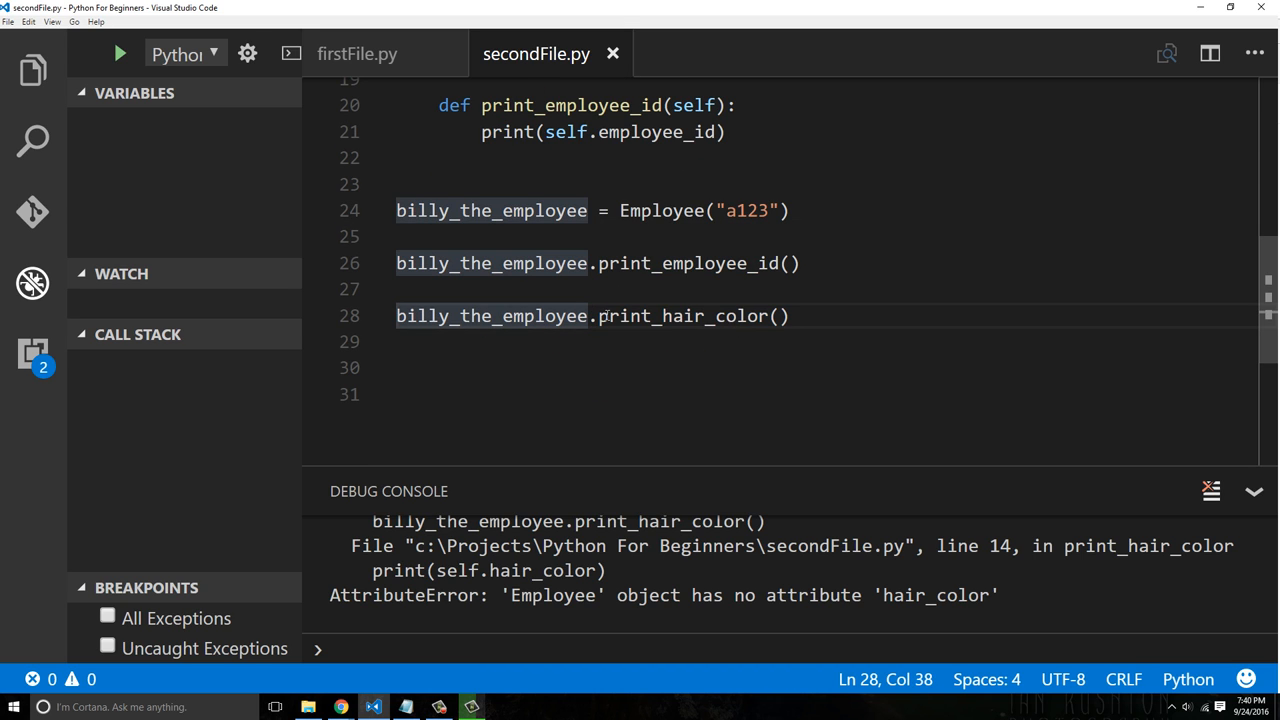 secondFile.py - Python For Beginners - Visual Studio Code
File Edit View Go Help
Python
firstFile.py
secondFile.py
VARIABLES
WATCH
CALL STACK
2
BREAKPOINTS
All Exceptions
Uncaught Exceptions
19
20 def print_employee_id(self):
21 print(self.employee_id)
22
23
24 billy_the_employee = Employee("a123")
25
26 billy_the_employee.print_employee_id()
27
28 billy_the_employee.print_hair_color()
29
30
31
DEBUG CONSOLE
billy_the_employee.print_hair_color()
File "c:\Projects\Python For Beginners\secondFile.py", line 14, in print_hair_color
print(self.hair_color)
AttributeError: 'Employee' object has no attribute 'hair_color'
0 0
Ln 28, Col 38 Spaces: 4 UTF-8 CRLF Python
I'm Cortana. Ask me anything.
7:40 PM
9/24/2016